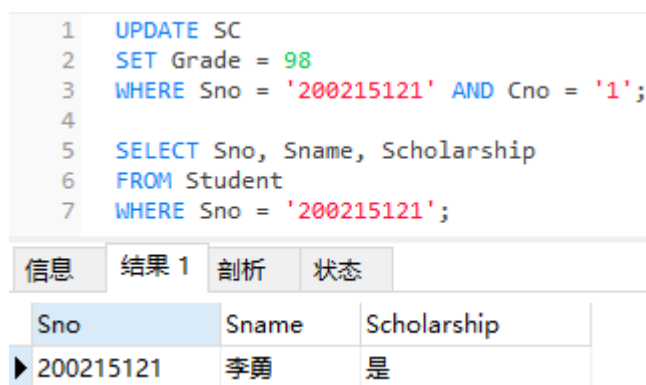 1 UPDATE SC
2 SET Grade = 98
3 WHERE Sno = '200215121' AND Cno = '1';
4
5 SELECT Sno, Sname, Scholarship
6 FROM Student
7 WHERE Sno = '200215121';
信息 结果 1 剖析 状态
Sno Sname Scholarship
200215121 李勇 是